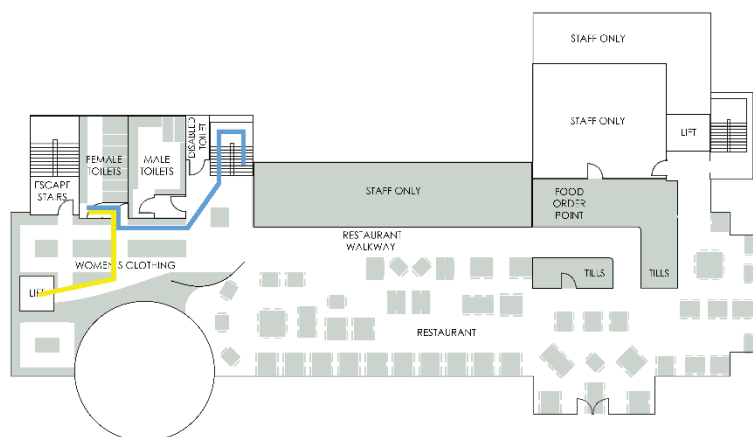 STAFF ONLY
STAFF ONLY
LIFT
DISABLED
TOILET
FEMALE
TOILETS
MALE
TOILETS
ESCAPE
STAIRS
STAFF ONLY
FOOD
ORDER
POINT
RESTAURANT
WALKWAY
WOMEN'S CLOTHING
TILLS
TILLS
LIFT
RESTAURANT